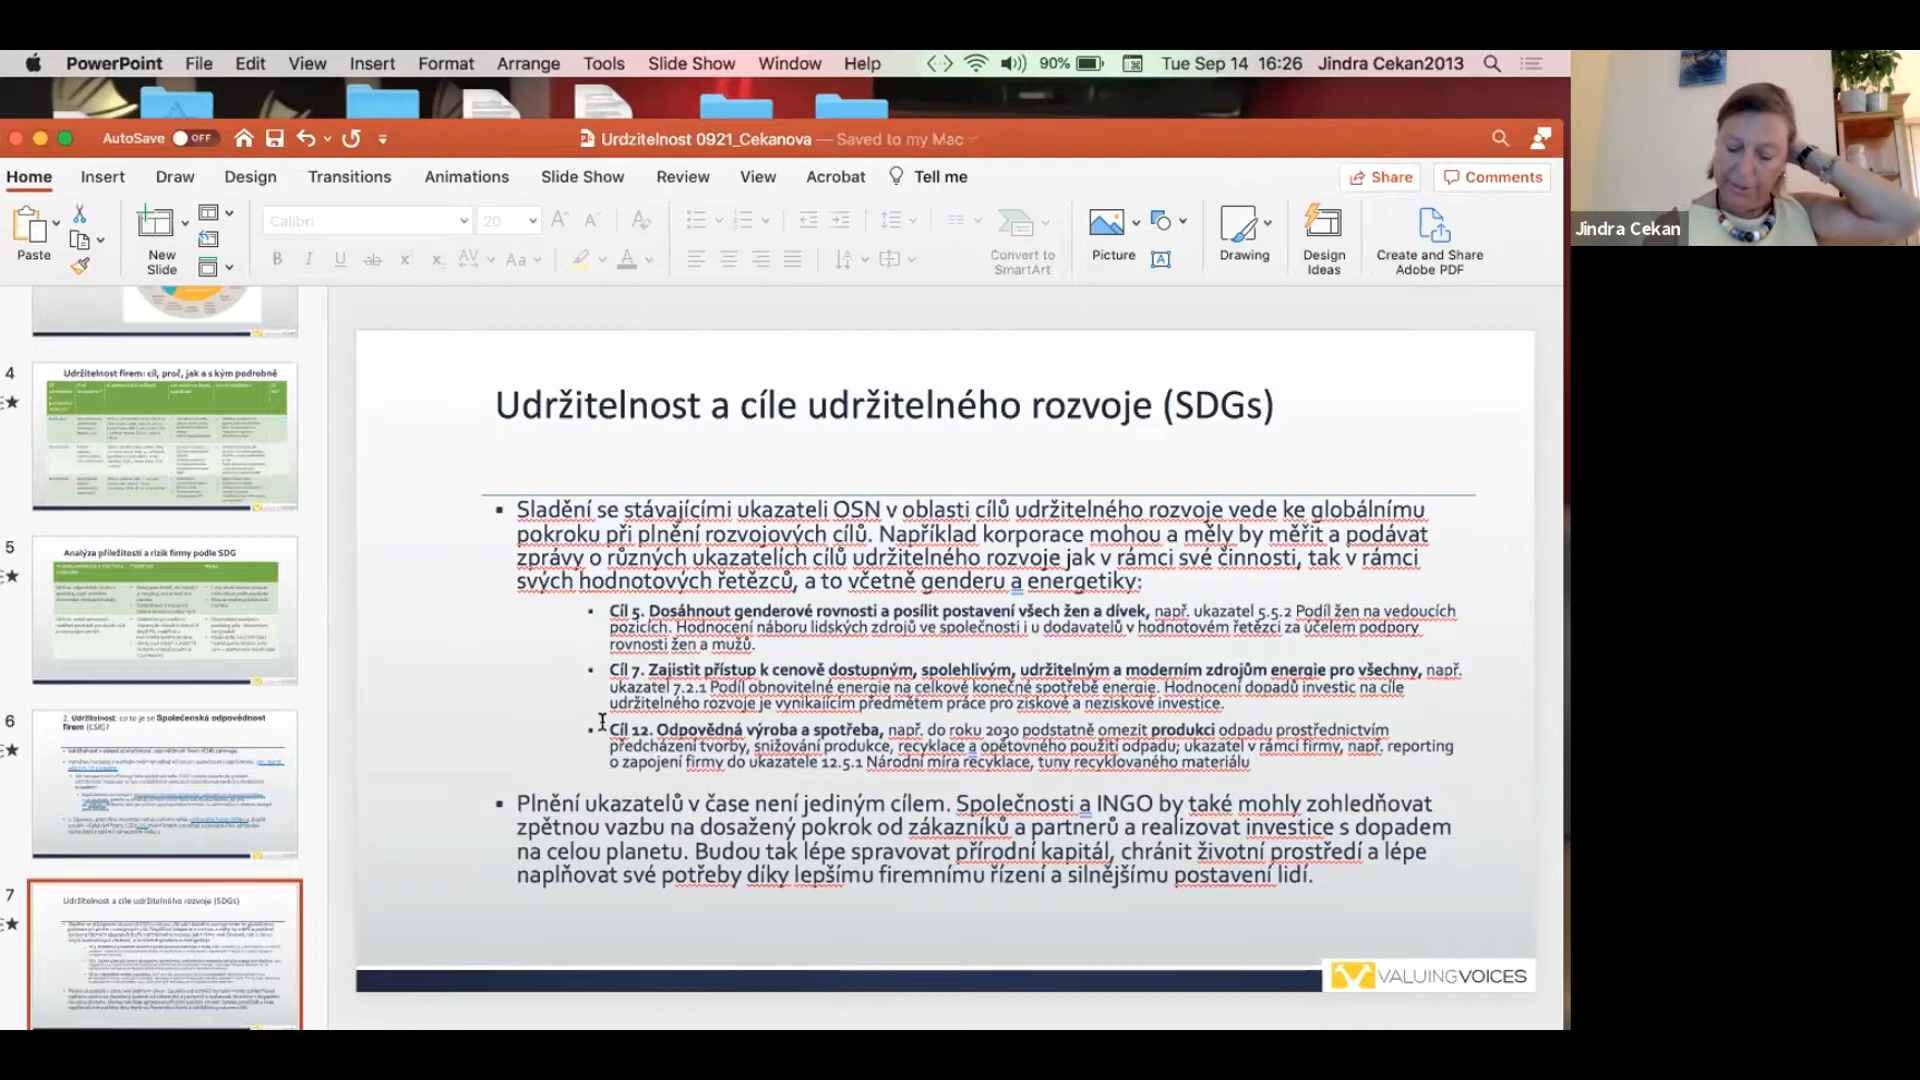 PowerPoint File Edit View Insert Format Arrange Tools Slide Show Window Help 90% Tue Sep 14 16:26 Jindra Cekan2013
AutoSave OFF Urdzitelnost 0921_Cekanova — Saved to my Mac
Home Insert Draw Design Transitions Animations Slide Show Review View Acrobat Tell me Share Comments
Calibri 20
Paste New Slide Convert to SmartArt Picture Drawing Design Ideas Create and Share Adobe PDF
Jindra Cekan
4
Udržitelnost firem: cíl, proč, jak a s kým podrobně
5
Analýza příležitostí a rizik firmy podle SDG
6
2. Udržitelnost: co to je se Společenská odpovědnost
firem (CSR)?
7
Udržitelnost a cíle udržitelného rozvoje (SDGs)
Udržitelnost a cíle udržitelného rozvoje (SDGs)
▪ Sladění se stávajícími ukazateli OSN v oblasti cílů udržitelného rozvoje vede ke globálnímu
pokroku při plnění rozvojových cílů. Například korporace mohou a měly by měřit a podávat
zprávy o různých ukazatelích cílů udržitelného rozvoje jak v rámci své činnosti, tak v rámci
svých hodnotových řetězců, a to včetně genderu a energetiky:
▪ Cíl 5. Dosáhnout genderové rovnosti a posílit postavení všech žen a dívek, např. ukazatel 5.5.2 Podíl žen na vedoucích
pozicích. Hodnocení náboru lidských zdrojů ve společnosti i u dodavatelů v hodnotovém řetězci za účelem podpory
rovnosti žen a mužů.
▪ Cíl 7. Zajistit přístup k cenově dostupným, spolehlivým, udržitelným a moderním zdrojům energie pro všechny, např.
ukazatel 7.2.1 Podíl obnovitelné energie na celkové konečné spotřebě energie. Hodnocení dopadů investic na cíle
udržitelného rozvoje je vynikajícím předmětem práce pro ziskové a neziskové investice.
▪ Cíl 12. Odpovědná výroba a spotřeba, např. do roku 2030 podstatně omezit produkci odpadu prostřednictvím
předcházení tvorby, snižování produkce, recyklace a opětovného použití odpadu; ukazatel v rámci firmy, např. reporting
o zapojení firmy do ukazatele 12.5.1 Národní míra recyklace, tuny recyklovaného materiálu
▪ Plnění ukazatelů v čase není jediným cílem. Společnosti a INGO by také mohly zohledňovat
zpětnou vazbu na dosažený pokrok od zákazníků a partnerů a realizovat investice s dopadem
na celou planetu. Budou tak lépe spravovat přírodní kapitál, chránit životní prostředí a lépe
naplňovat své potřeby díky lepšímu firemnímu řízení a silnějšímu postavení lidí.
VALUINGVOICES